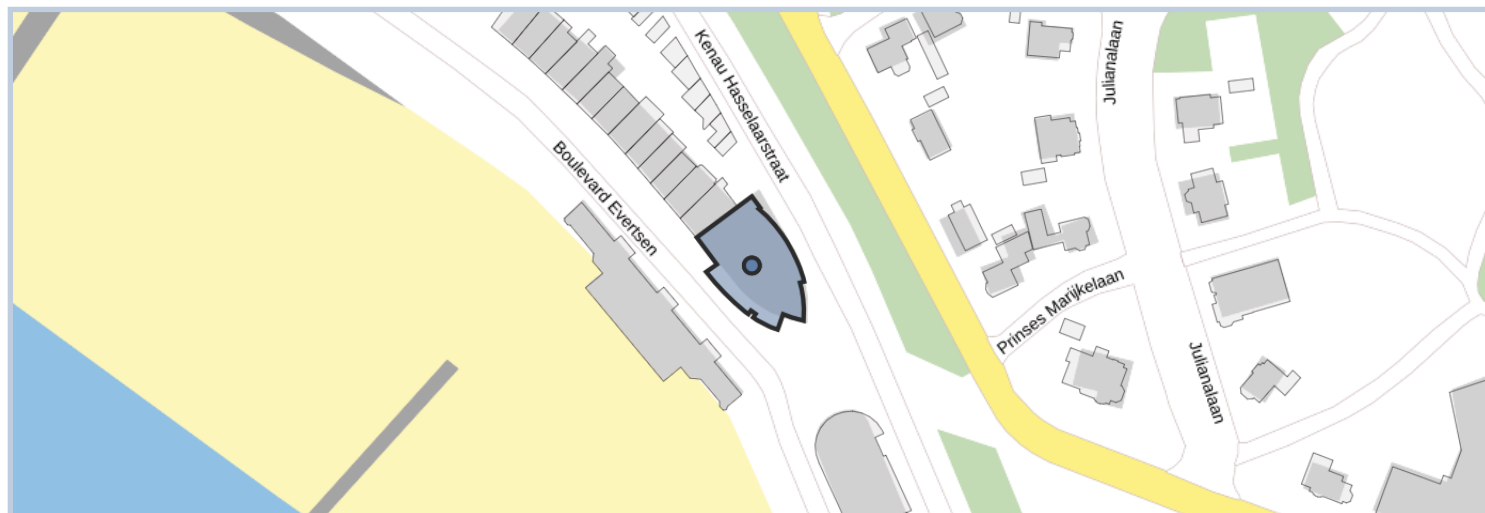 Kenau Hasselaarstraat
Julianalaan
Boulevard Evertsen
Prinses Marijkelaan
Julianalaan